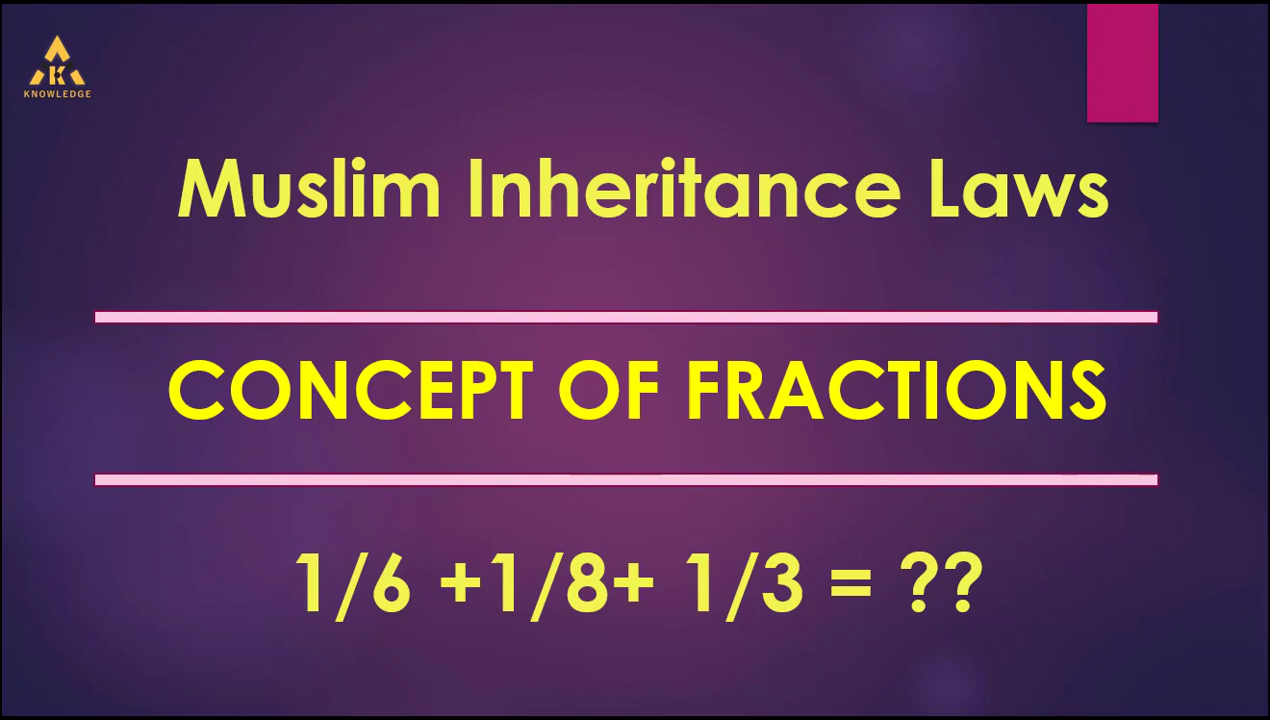 KNOWLEDGE
Muslim Inheritance Laws
CONCEPT OF FRACTIONS
1/6 +1/8+ 1/3 = ??